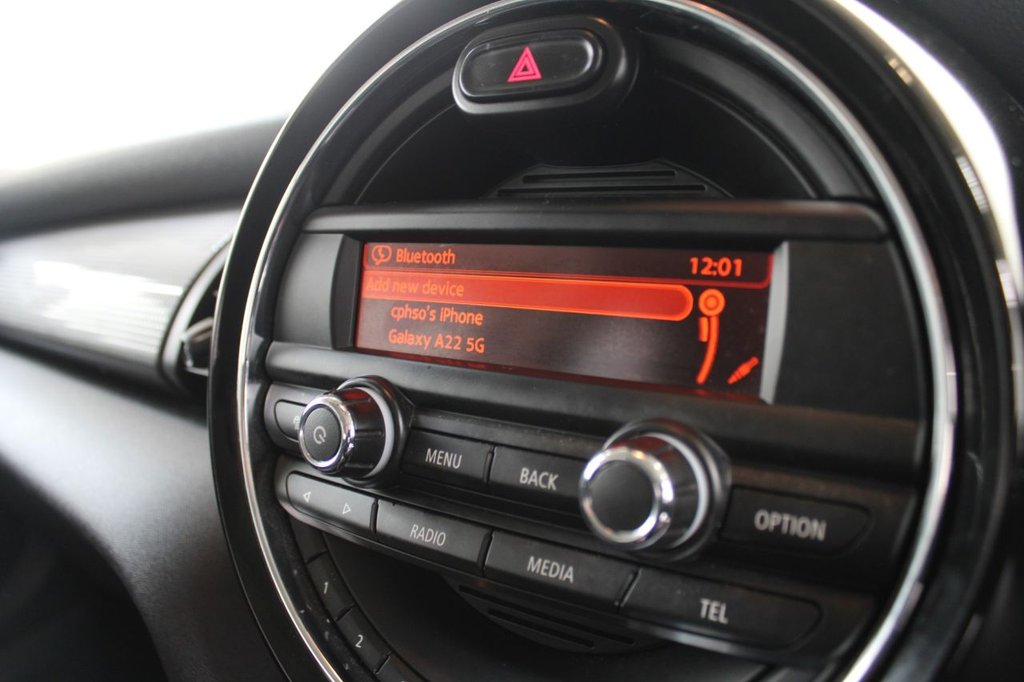 Bluetooth 12:01
Add new device
cphso's iPhone
Galaxy A22 5G
MENU BACK OPTION
RADIO MEDIA TEL
1
2